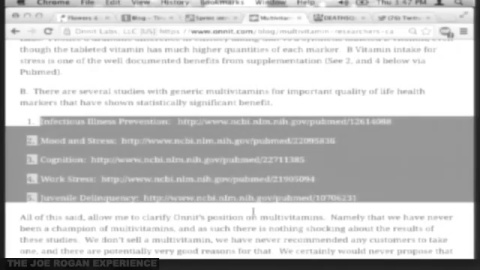 Chrome File Edit View History Bookmarks Window Help Thu 1:47 PM
Onnit Labs, LLC [US] https://www.onnit.com/blog/multivitamin-researchers-ca
though the tableted vitamin has much higher quantities of each marker. B Vitamin intake for
stress is one of the well documented benefits from supplementation (See 2, and 4 below via
Pubmed)
B. There are several studies with generic multivitamins for important quality of life health
markers that have shown statistically significant benefit.
1. Infectious Illness Prevention: http://www.ncbi.nlm.nih.gov/pubmed/12614088
2. Mood and Stress: http://www.ncbi.nlm.nih.gov/pubmed/22095836
3. Cognition: http://www.ncbi.nlm.nih.gov/pubmed/22711385
4. Work Stress: http://www.ncbi.nlm.nih.gov/pubmed/21905094
5. Juvenile Delinquency: http://www.ncbi.nlm.nih.gov/pubmed/10706231
All of this said, allow me to clarify Onnit's position on multivitamins. Namely that we have never
been a champion of multivitamins, and as such there is nothing shocking about the results of
these studies. We don't sell a multivitamin, we have never recommended any customers to take
one, and there are potentially very good reasons for that. We certainly would never propose that
THE JOE ROGAN EXPERIENCE